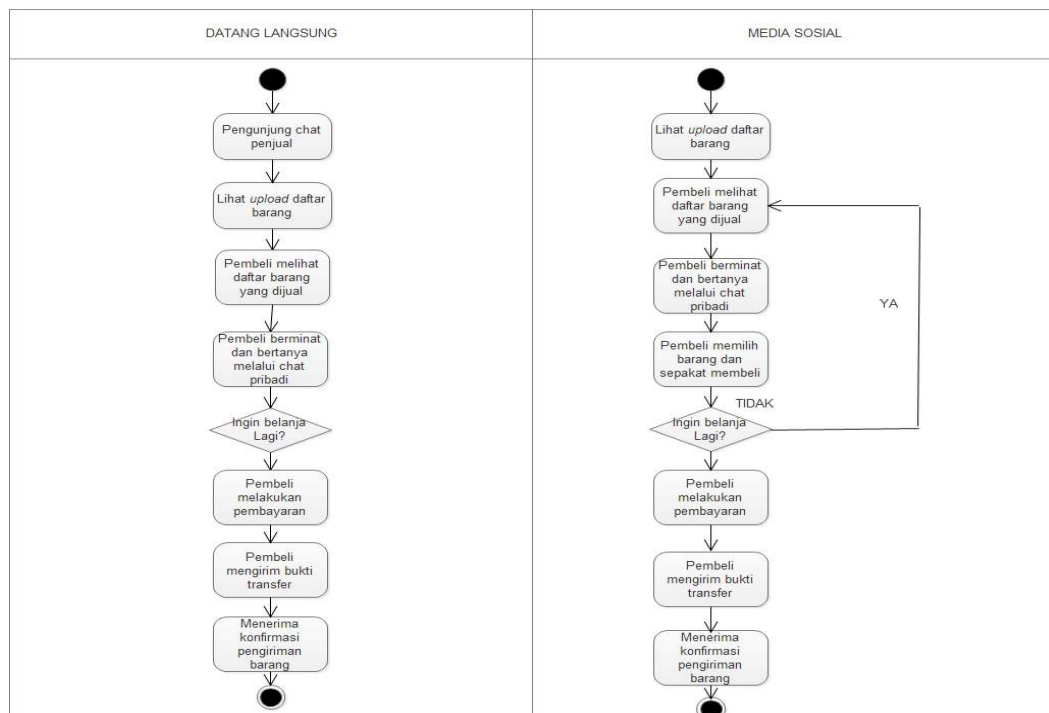 DATANG LANGSUNG
Pengunjung chat
penjual
Lihat upload daftar
barang
Pembeli melihat
daftar barang
yang dijual
Pembeli berminat
dan bertanya
melalui chat
pribadi
Ingin belanja
Lagi?
Pembeli
melakukan
pembayaran
Pembeli
mengirim bukti
transfer
Menerima
konfirmasi
pengiriman
barang
MEDIA SOSIAL
Lihat upload daftar
barang
Pembeli melihat
daftar barang
yang dijual
Pembeli berminat
dan bertanya
melalui chat
pribadi
YA
Pembeli memilih
barang dan
sepakat membeli
TIDAK
Ingin belanja
Lagi?
Pembeli
melakukan
pembayaran
Pembeli
mengirim bukti
transfer
Menerima
konfirmasi
pengiriman
barang